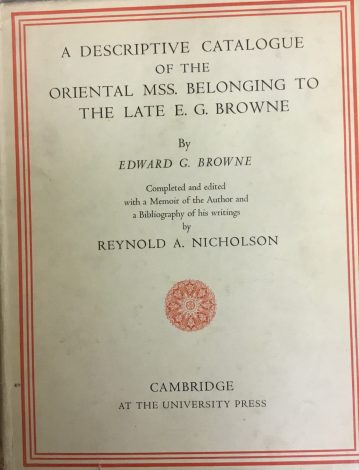 A DESCRIPTIVE CATALOGUE
OF THE
ORIENTAL MSS. BELONGING TO
THE LATE E. G. BROWNE
By
EDWARD G. BROWNE
Completed and edited
with a Memoir of the Author and
a Bibliography of his writings
by
REYNOLD A. NICHOLSON
CAMBRIDGE
AT THE UNIVERSITY PRESS